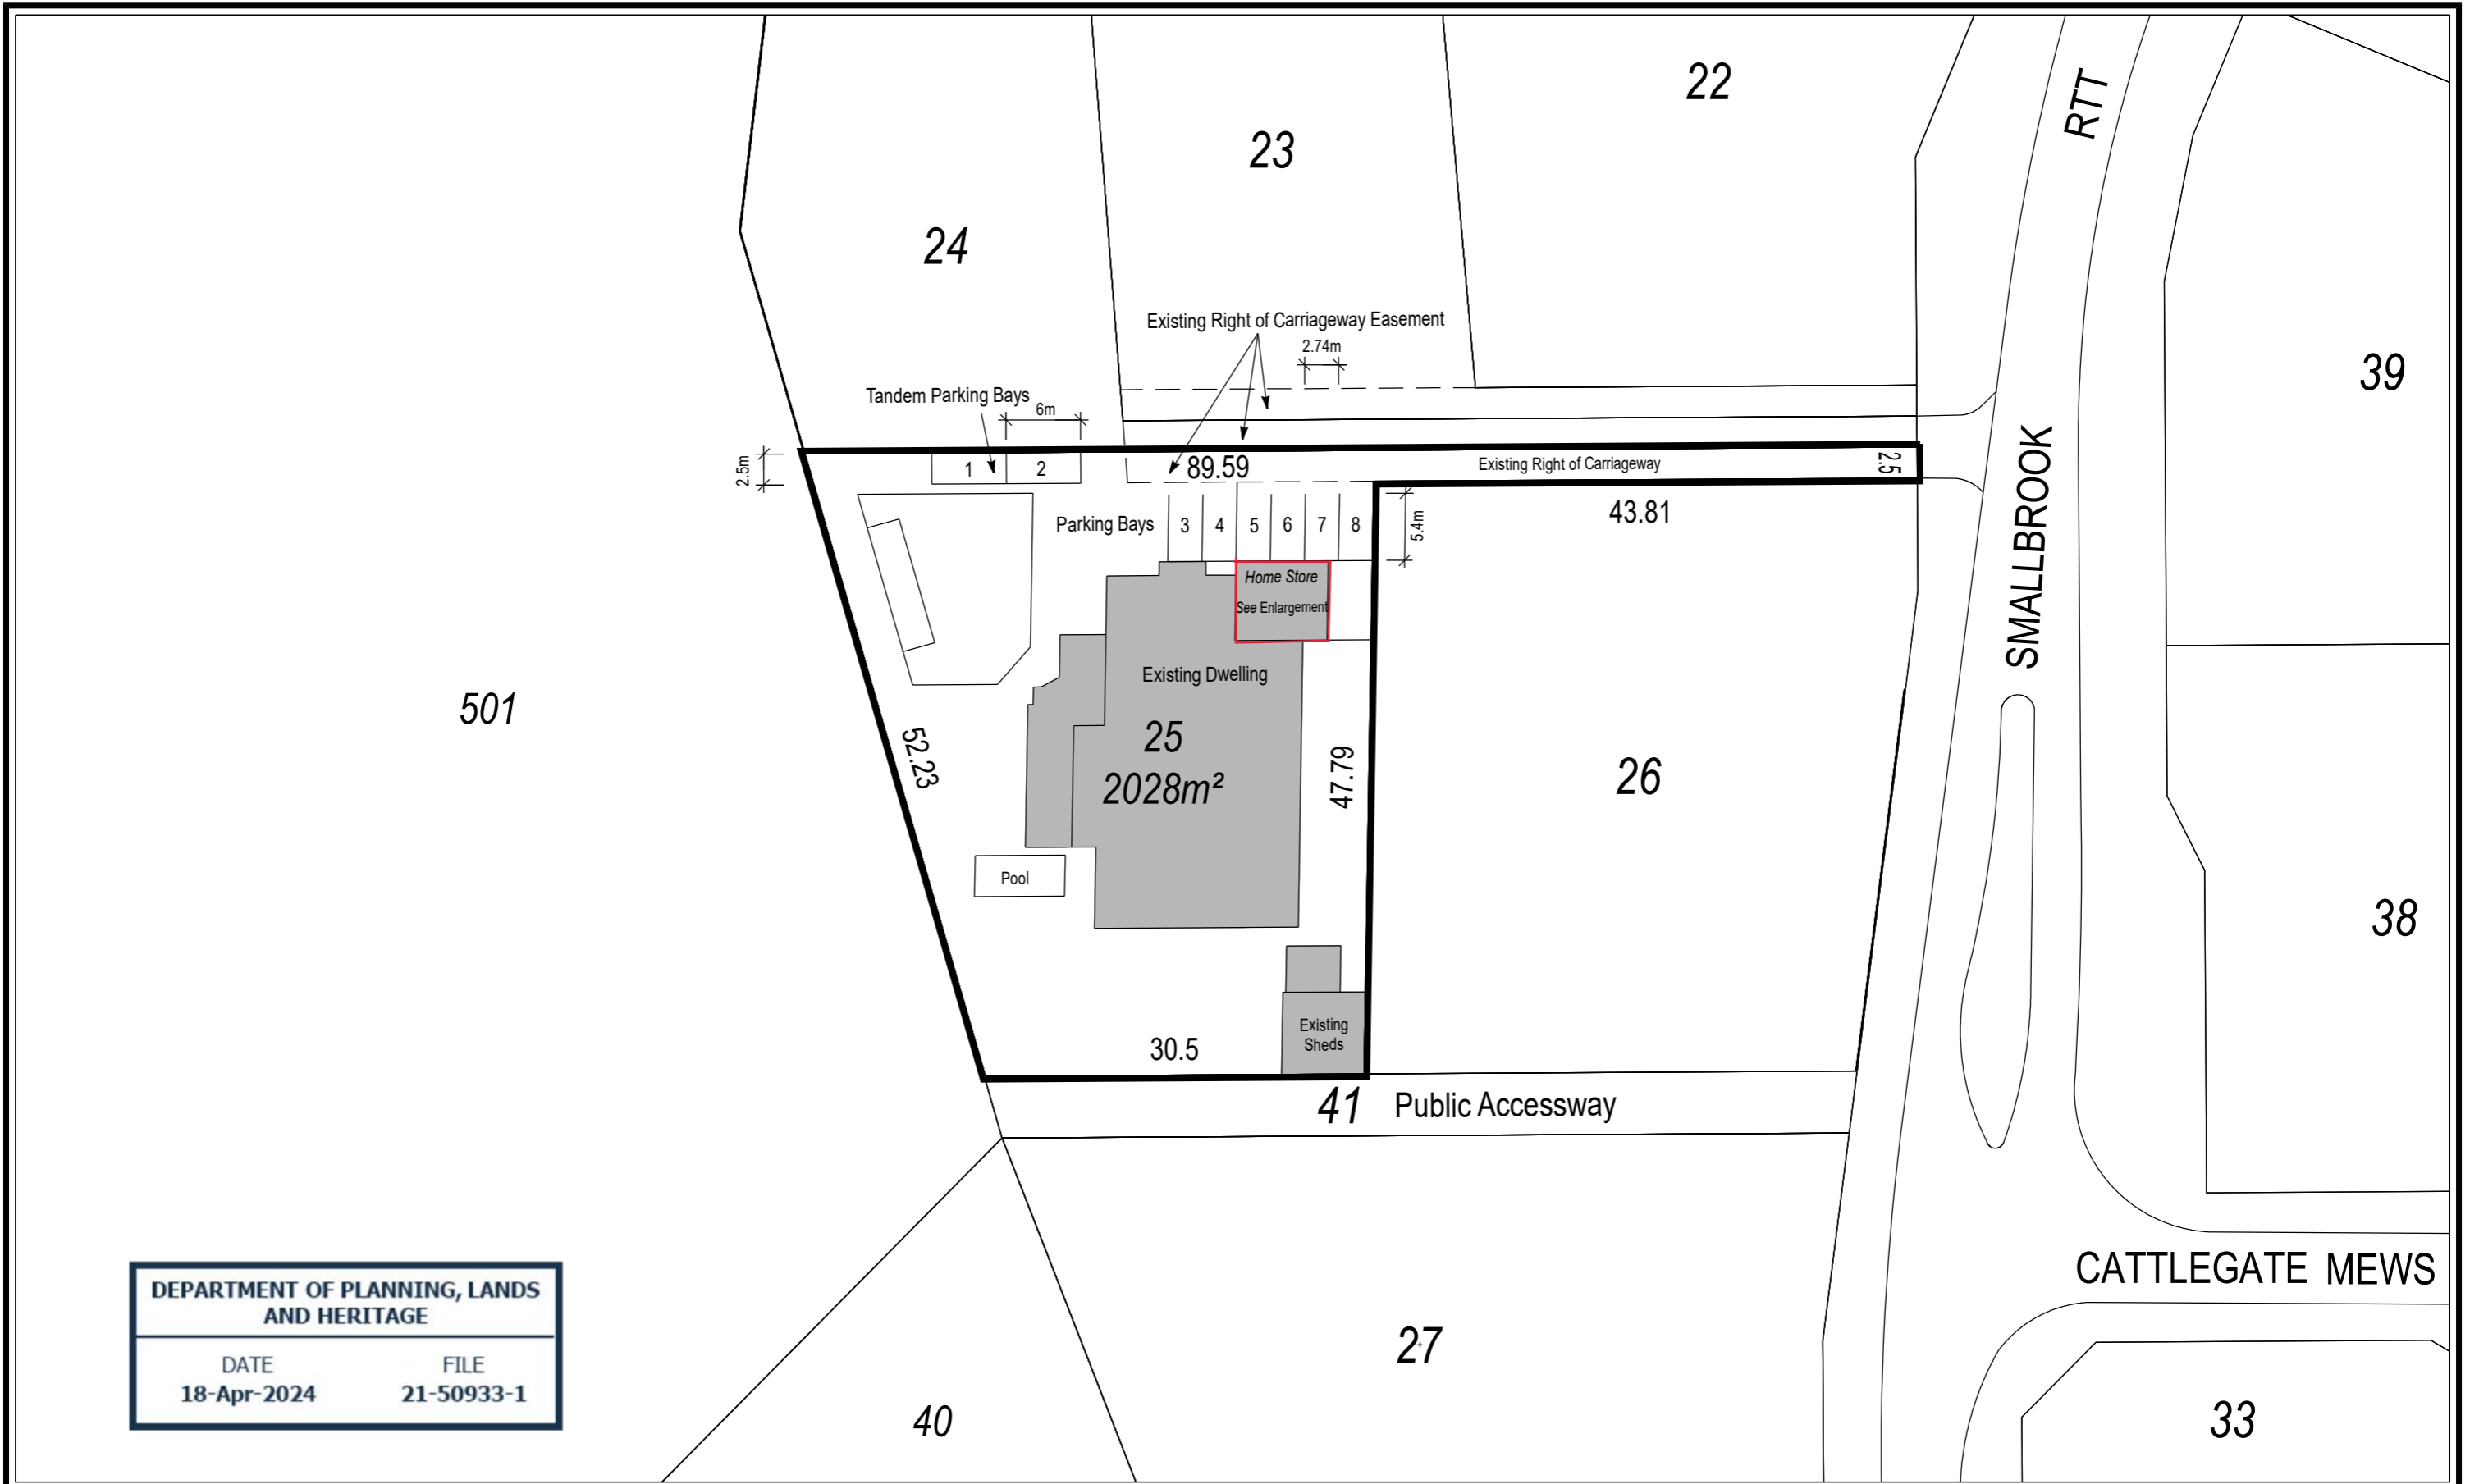 22
RTT
23
24
Existing Right of Carriageway Easement
2.74m
39
Tandem Parking Bays
6m
2.5m
1
2
89.59
Existing Right of Carriageway
2.5
SMALLBROOK
Parking Bays
3
4
5
6
7
8
5.4m
43.81
Home Store
See Enlargement
Existing Dwelling
501
25
2028m²
52.23
47.79
26
Pool
38
Existing
Sheds
30.5
41
Public Accessway
CATTLEGATE MEWS
DEPARTMENT OF PLANNING, LANDS
AND HERITAGE
DATE FILE
18-Apr-2024 21-50933-1
27
40
33